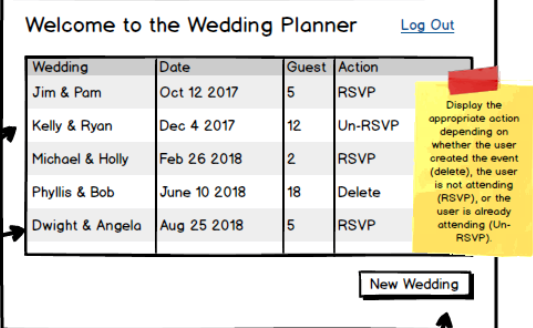 Welcome to the Wedding Planner Log Out
Wedding Date Guest Action
Jim & Pam Oct 12 2017 5 RSVP
Kelly & Ryan Dec 4 2017 12 Un-RSVP
Michael & Holly Feb 26 2018 2 RSVP
Phyllis & Bob June 10 2018 18 Delete
Dwight & Angela Aug 25 2018 5 RSVP
New Wedding
Display the
appropriate action
depending on
whether the user
created the event
(delete), the user
is not attending
(RSVP), or the
user is already
attending (Un-
RSVP).